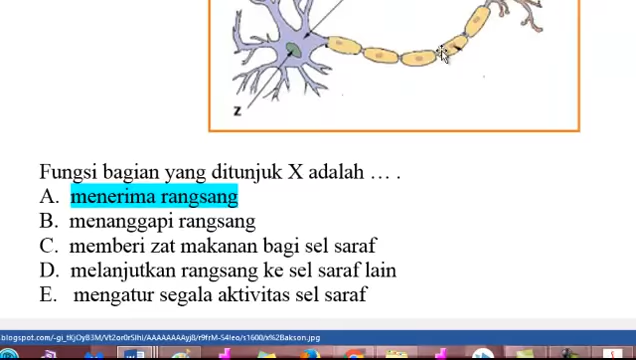 Z
Fungsi bagian yang ditunjuk X adalah … .
A. menerima rangsang
B. menanggapi rangsang
C. memberi zat makanan bagi sel saraf
D. melanjutkan rangsang ke sel saraf lain
E. mengatur segala aktivitas sel saraf